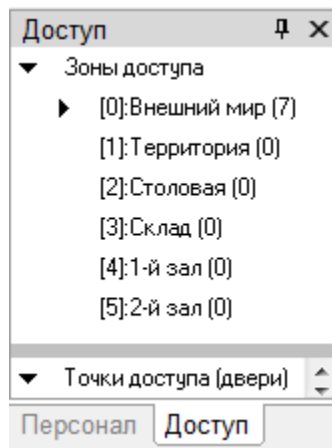 Доступ
Зоны доступа
[0]:Внешний мир (7)
[1]:Территория (0)
[2]:Столовая (0)
[3]:Склад (0)
[4]:1-й зал (0)
[5]:2-й зал (0)
Точки доступа (двери)
Персонал Доступ